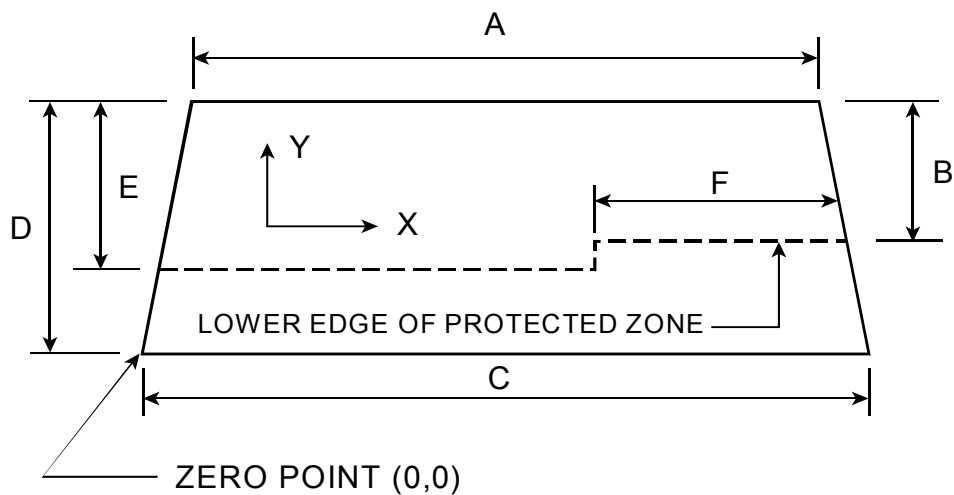 A
Y
B
E
F
D
X
LOWER EDGE OF PROTECTED ZONE
C
ZERO POINT (0,0)